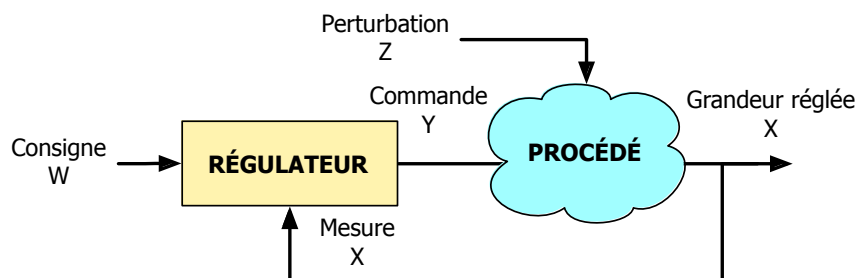 Perturbation
Z
Commande
Y
Grandeur réglée
X
Consigne
W
RÉGULATEUR
PROCÉDÉ
Mesure
X